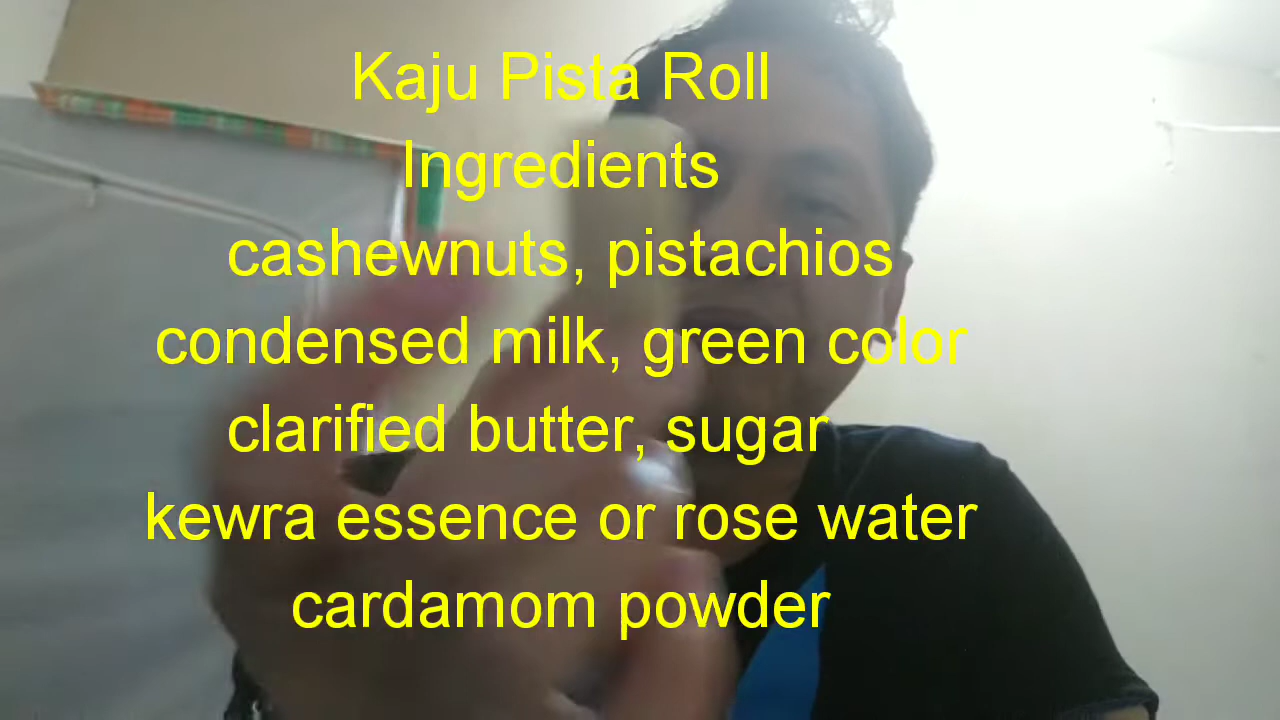 Kaju Pista Roll
Ingredients
cashewnuts, pistachios
condensed milk, green color
clarified butter, sugar
kewra essence or rose water
cardamom powder